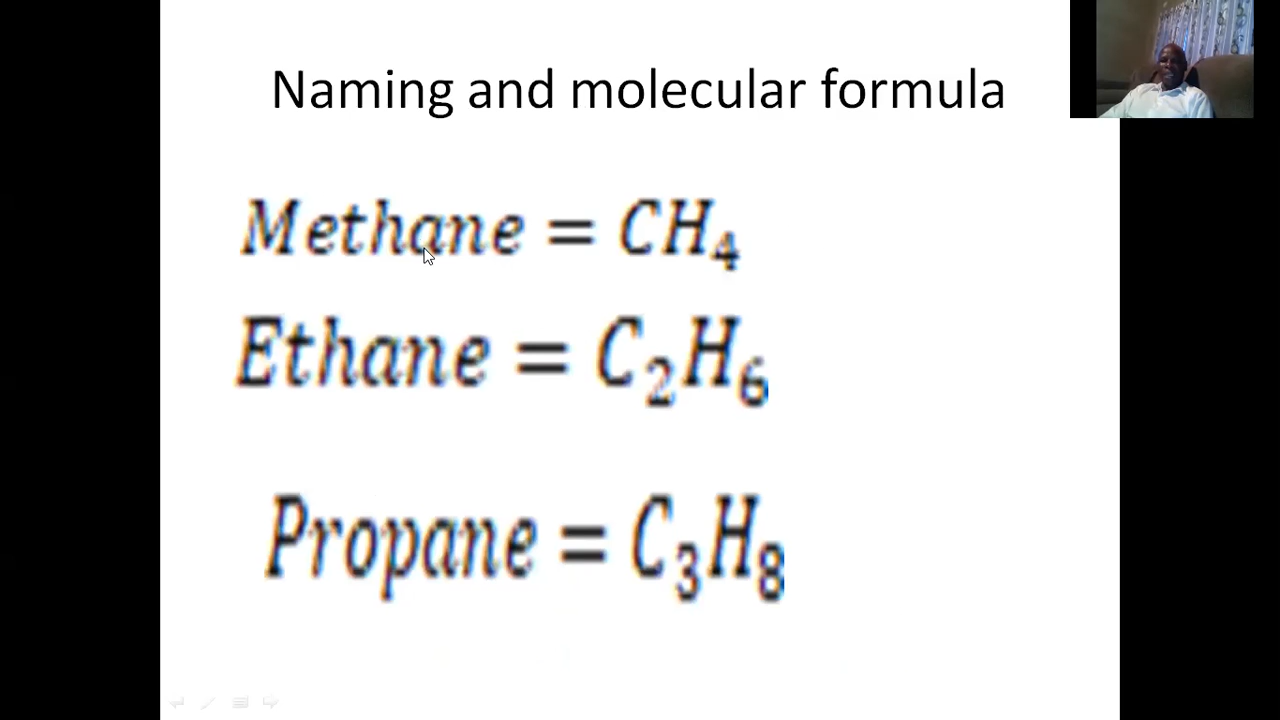 Naming and molecular formula
Methane = CH₄
Ethane = C₂H₆
Propane = C₃H₈